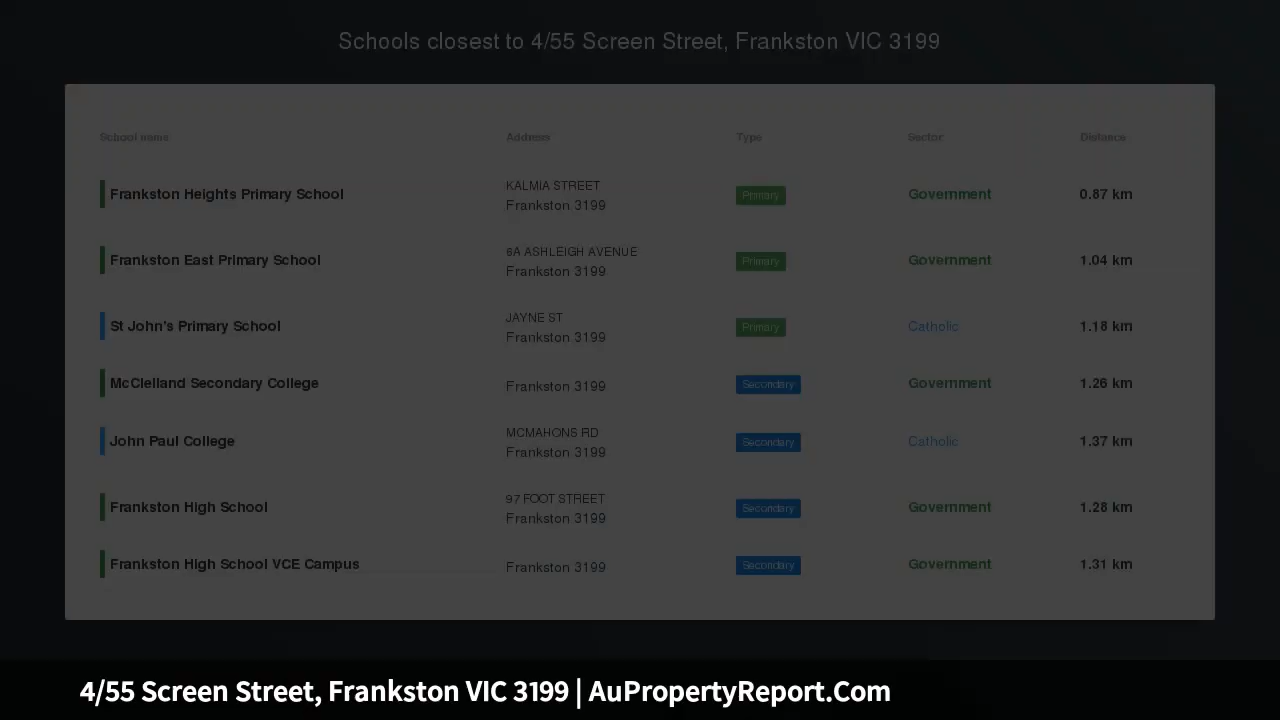 Schools closest to 4/55 Screen Street, Frankston VIC 3199
School name Address Type Sector Distance
Frankston Heights Primary School KALMIA STREET Frankston 3199 Primary Government 0.87 km
Frankston East Primary School 6A ASHLEIGH AVENUE Frankston 3199 Primary Government 1.04 km
St John's Primary School JAYNE ST Frankston 3199 Primary Catholic 1.18 km
McClelland Secondary College Frankston 3199 Secondary Government 1.26 km
John Paul College MCMAHONS RD Frankston 3199 Secondary Catholic 1.37 km
Frankston High School 97 FOOT STREET Frankston 3199 Secondary Government 1.28 km
Frankston High School VCE Campus Frankston 3199 Secondary Government 1.31 km
4/55 Screen Street, Frankston VIC 3199 | AuPropertyReport.Com